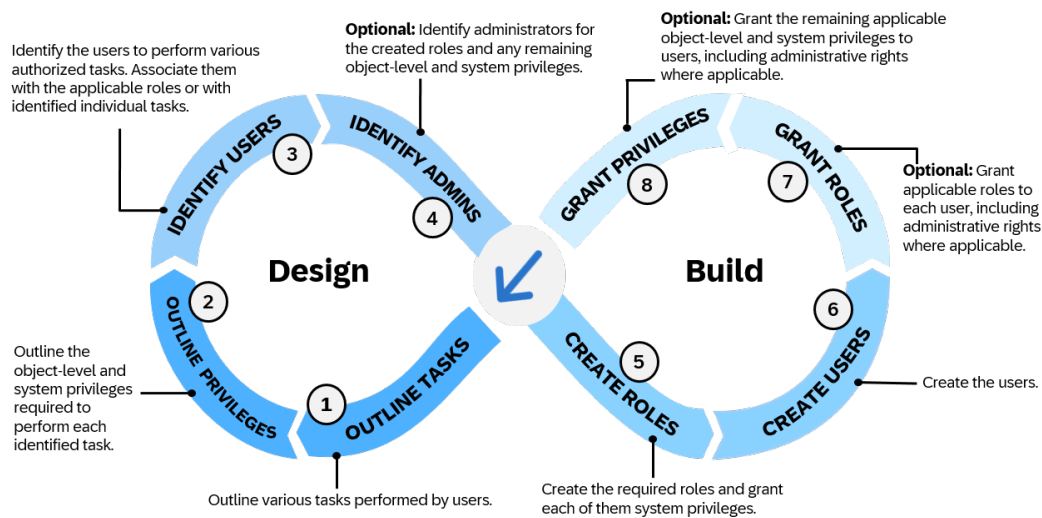 Identify the users to perform various
authorized tasks. Associate them
with the applicable roles or with
identified individual tasks.
Optional: Identify administrators for
the created roles and any remaining
object-level and system privileges.
Optional: Grant the remaining applicable
object-level and system privileges to
users, including administrative rights
where applicable.
IDENTIFY USERS
3
IDENTIFY ADMINS
4
GRANT PRIVILEGES
8
GRANT ROLES
7
Optional: Grant
applicable roles to
each user, including
administrative rights
where applicable.
Design
Build
2
OUTLINE PRIVILEGES
1
OUTLINE TASKS
5
CREATE ROLES
6
CREATE USERS
Outline the
object-level and
system privileges
required to
perform each
identified task.
Create the users.
Outline various tasks performed by users.
Create the required roles and grant
each of them system privileges.